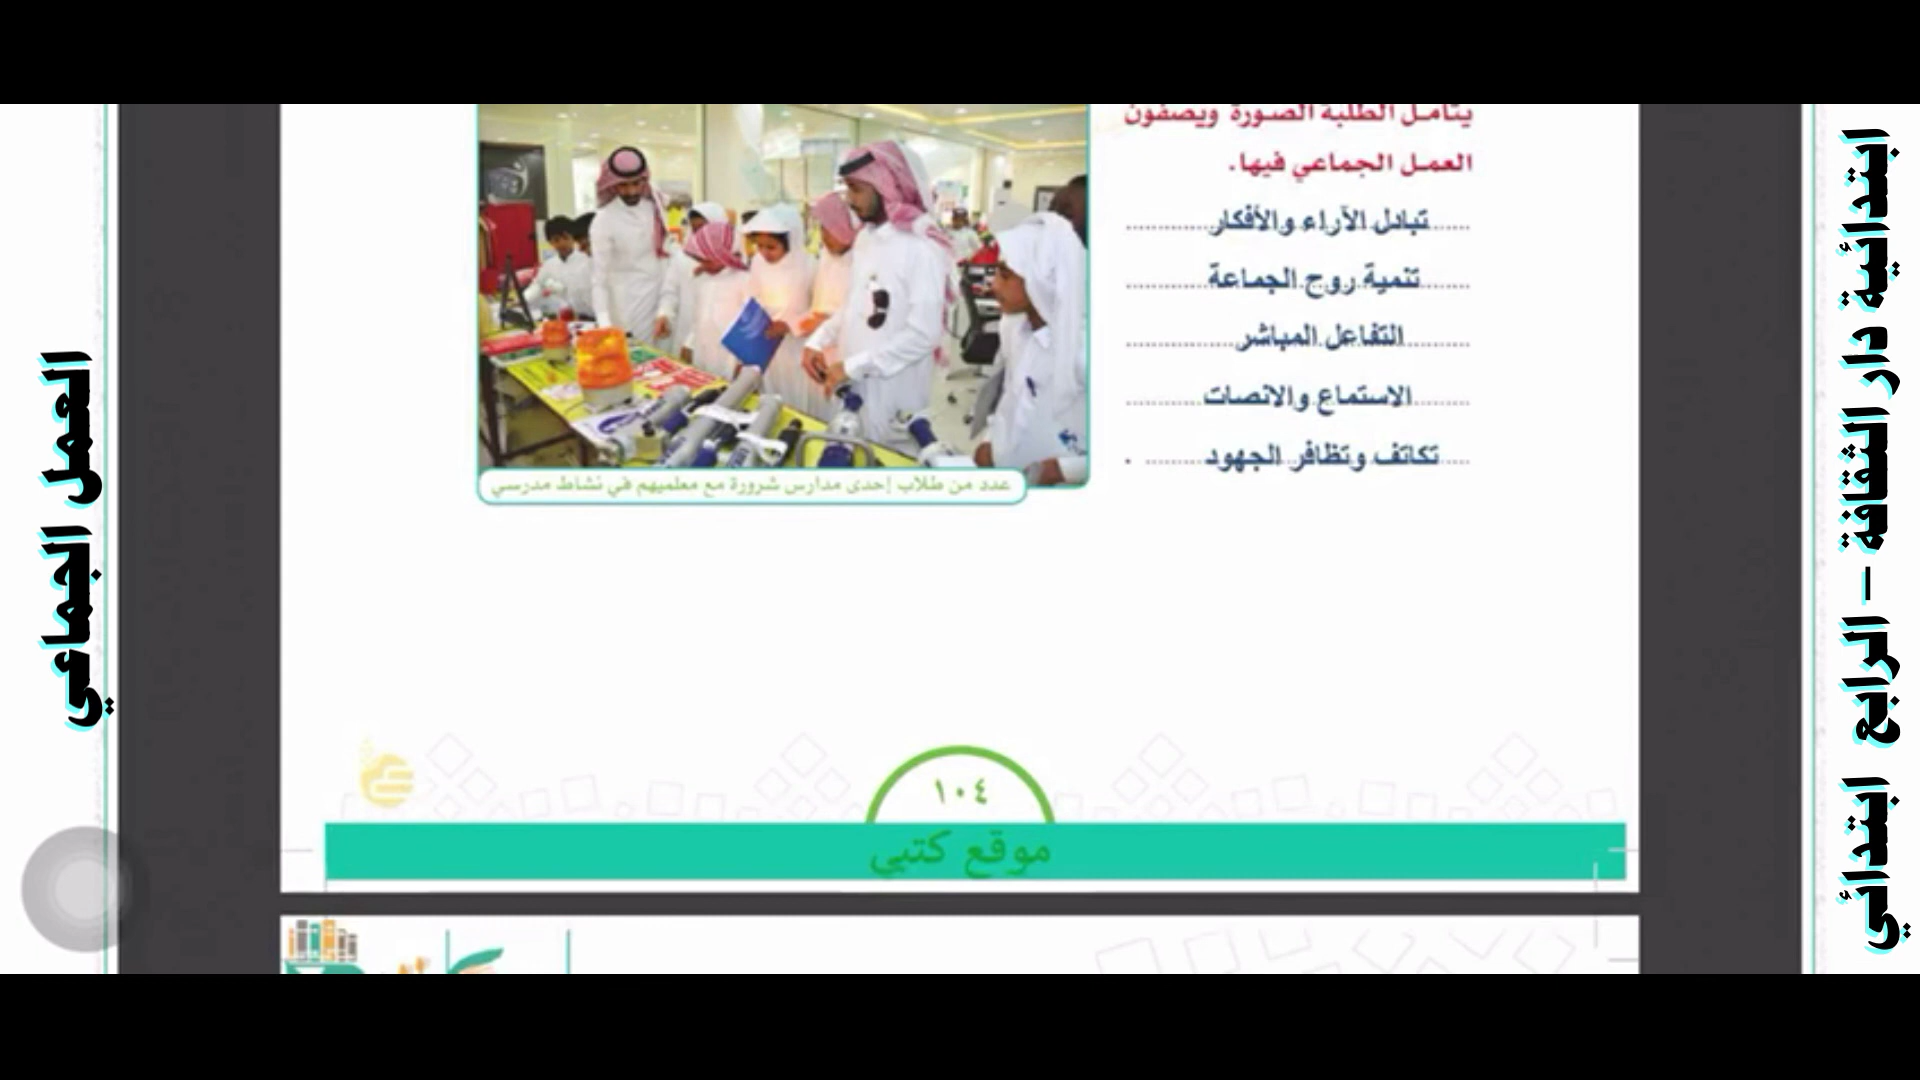 ابتدائية دار الثقافة – الرابع ابتدائي
يتأمل الطلبة الصورة ويصفون
العمل الجماعي فيها.
تبادل الآراء والأفكار
تنمية روح الجماعة
التفاعل المباشر
الاستماع والانصات
تكاتف وتظافر الجهود .
عدد من طلاب إحدى مدارس شرورة مع معلميهم في نشاط مدرسي
١٠٤
موقع كتبي
العمل الجماعي